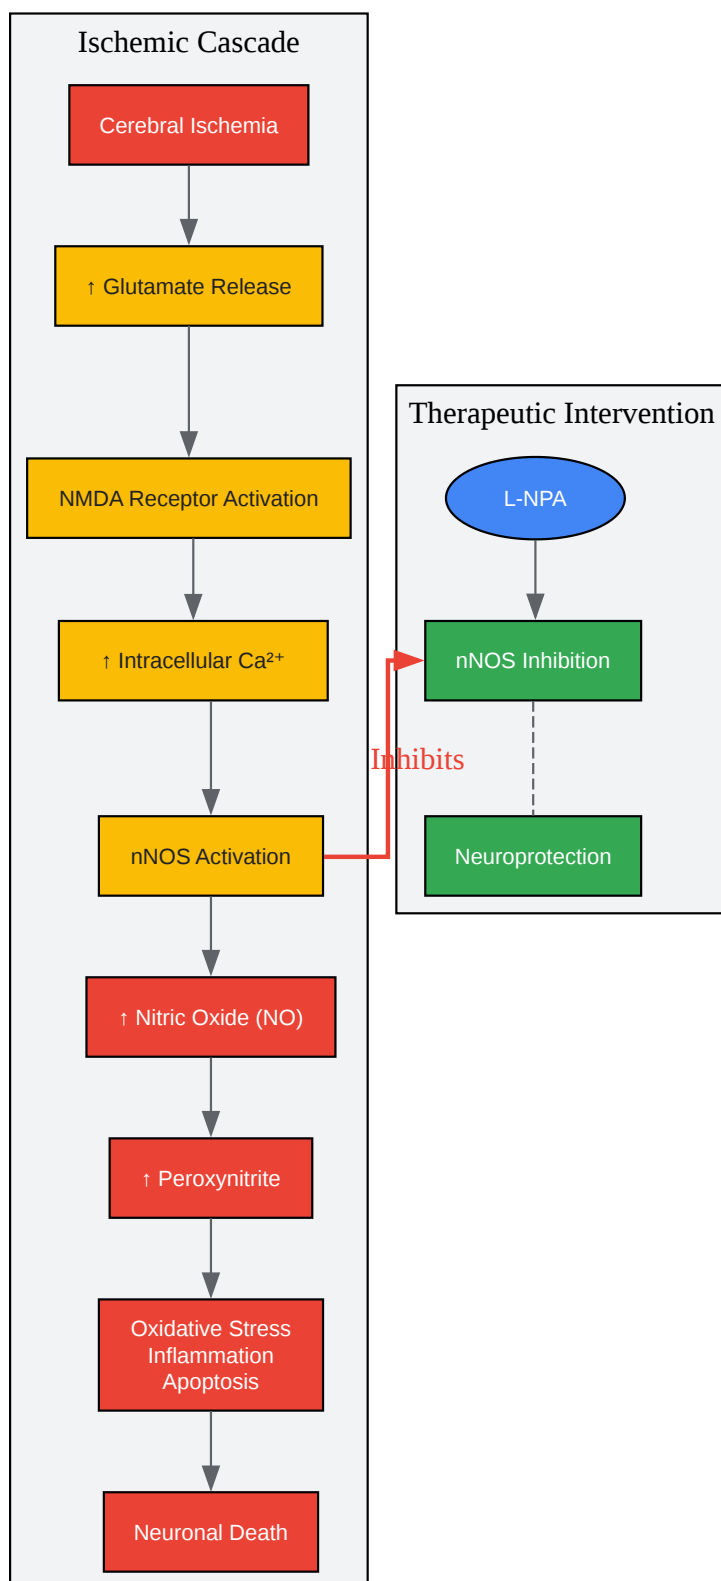 Ischemic Cascade
Cerebral Ischemia
↑ Glutamate Release
NMDA Receptor Activation
↑ Intracellular Ca²⁺
nNOS Activation
↑ Nitric Oxide (NO)
↑ Peroxynitrite
Oxidative Stress
Inflammation
Apoptosis
Neuronal Death
Therapeutic Intervention
L-NPA
nNOS Inhibition
Inhibits
Neuroprotection